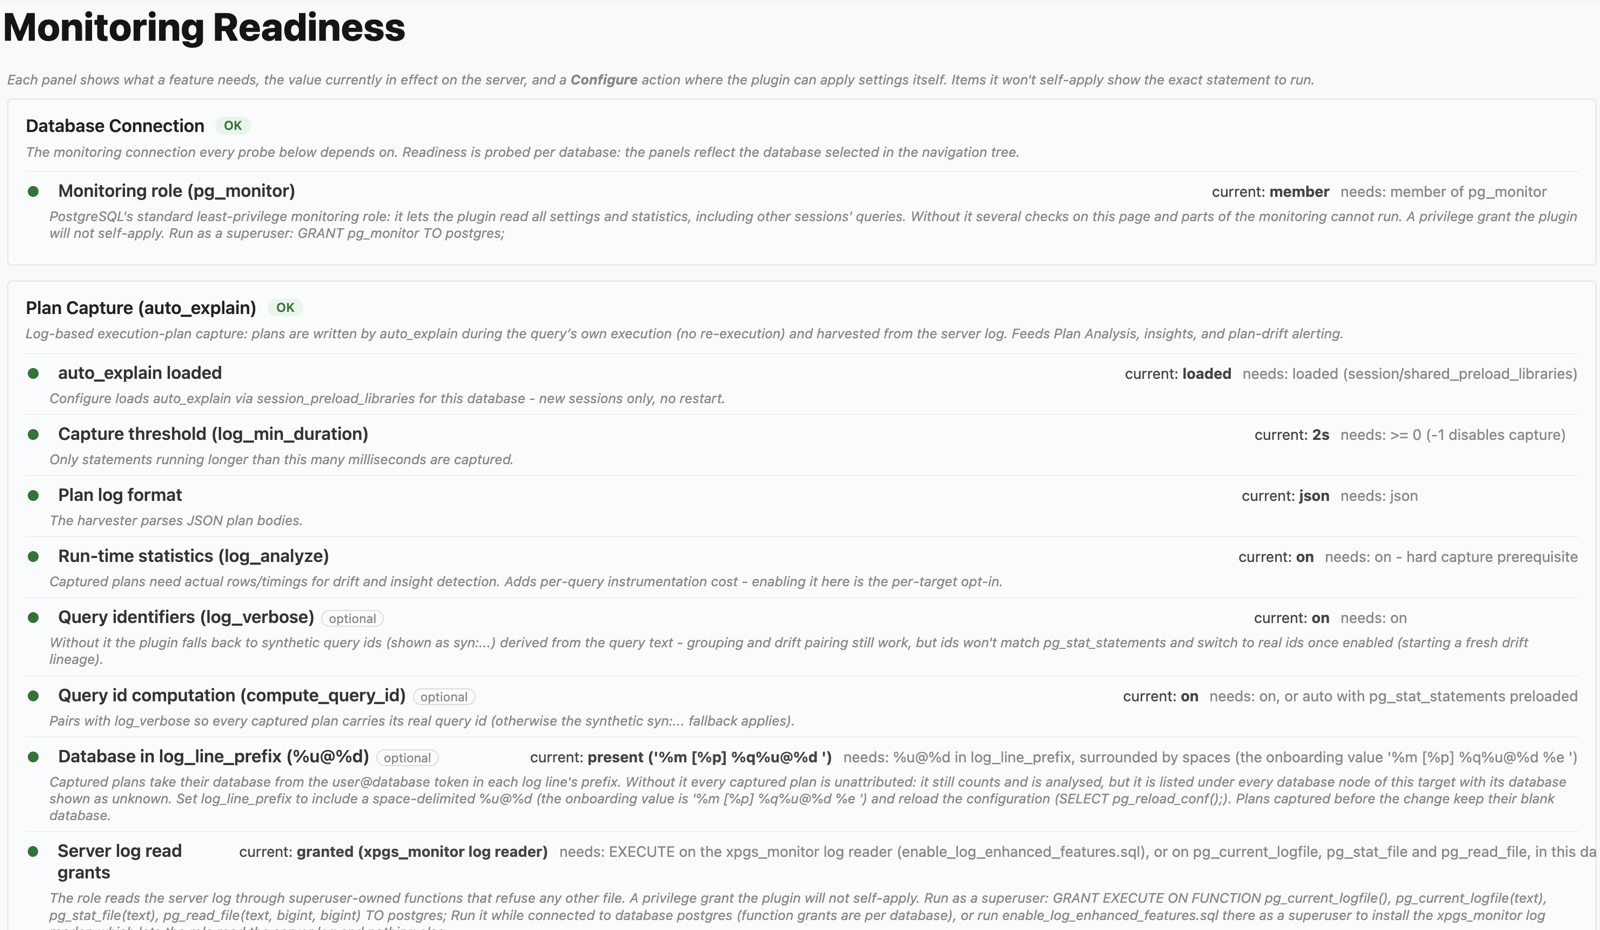 Monitoring Readiness
Each panel shows what a feature needs, the value currently in effect on the server, and a Configure action where the plugin can apply settings itself. Items it won't self-apply show the exact statement to run.
Database Connection OK
The monitoring connection every probe below depends on. Readiness is probed per database: the panels reflect the database selected in the navigation tree.
Monitoring role (pg_monitor) current: member needs: member of pg_monitor
PostgreSQL's standard least-privilege monitoring role: it lets the plugin read all settings and statistics, including other sessions' queries. Without it several checks on this page and parts of the monitoring cannot run. A privilege grant the plugin
will not self-apply. Run as a superuser: GRANT pg_monitor TO postgres;
Plan Capture (auto_explain) OK
Log-based execution-plan capture: plans are written by auto_explain during the query's own execution (no re-execution) and harvested from the server log. Feeds Plan Analysis, insights, and plan-drift alerting.
auto_explain loaded current: loaded needs: loaded (session/shared_preload_libraries)
Configure loads auto_explain via session_preload_libraries for this database - new sessions only, no restart.
Capture threshold (log_min_duration) current: 2s needs: >= 0 (-1 disables capture)
Only statements running longer than this many milliseconds are captured.
Plan log format current: json needs: json
The harvester parses JSON plan bodies.
Run-time statistics (log_analyze) current: on needs: on - hard capture prerequisite
Captured plans need actual rows/timings for drift and insight detection. Adds per-query instrumentation cost - enabling it here is the per-target opt-in.
Query identifiers (log_verbose) optional current: on needs: on
Without it the plugin falls back to synthetic query ids (shown as syn:...) derived from the query text - grouping and drift pairing still work, but ids won't match pg_stat_statements and switch to real ids once enabled (starting a fresh drift
lineage).
Query id computation (compute_query_id) optional current: on needs: on, or auto with pg_stat_statements preloaded
Pairs with log_verbose so every captured plan carries its real query id (otherwise the synthetic syn:... fallback applies).
Database in log_line_prefix (%u@%d) optional current: present ('%m [%p] %q%u@%d ') needs: %u@%d in log_line_prefix, surrounded by spaces (the onboarding value '%m [%p] %q%u@%d %e ')
Captured plans take their database from the user@database token in each log line's prefix. Without it every captured plan is unattributed: it still counts and is analysed, but it is listed under every database node of this target with its database
shown as unknown. Set log_line_prefix to include a space-delimited %u@%d (the onboarding value is '%m [%p] %q%u@%d %e ') and reload the configuration (SELECT pg_reload_conf();). Plans captured before the change keep their blank
database.
Server log read current: granted (xpgs_monitor log reader) needs: EXECUTE on the xpgs_monitor log reader (enable_log_enhanced_features.sql), or on pg_current_logfile, pg_stat_file and pg_read_file, in this da
grants
The role reads the server log through superuser-owned functions that refuse any other file. A privilege grant the plugin will not self-apply. Run as a superuser: GRANT EXECUTE ON FUNCTION pg_current_logfile(), pg_current_logfile(text),
pg_stat_file(text), pg_read_file(text, bigint, bigint) TO postgres; Run it while connected to database postgres (function grants are per database), or run enable_log_enhanced_features.sql there as a superuser to install the xpgs_monitor log